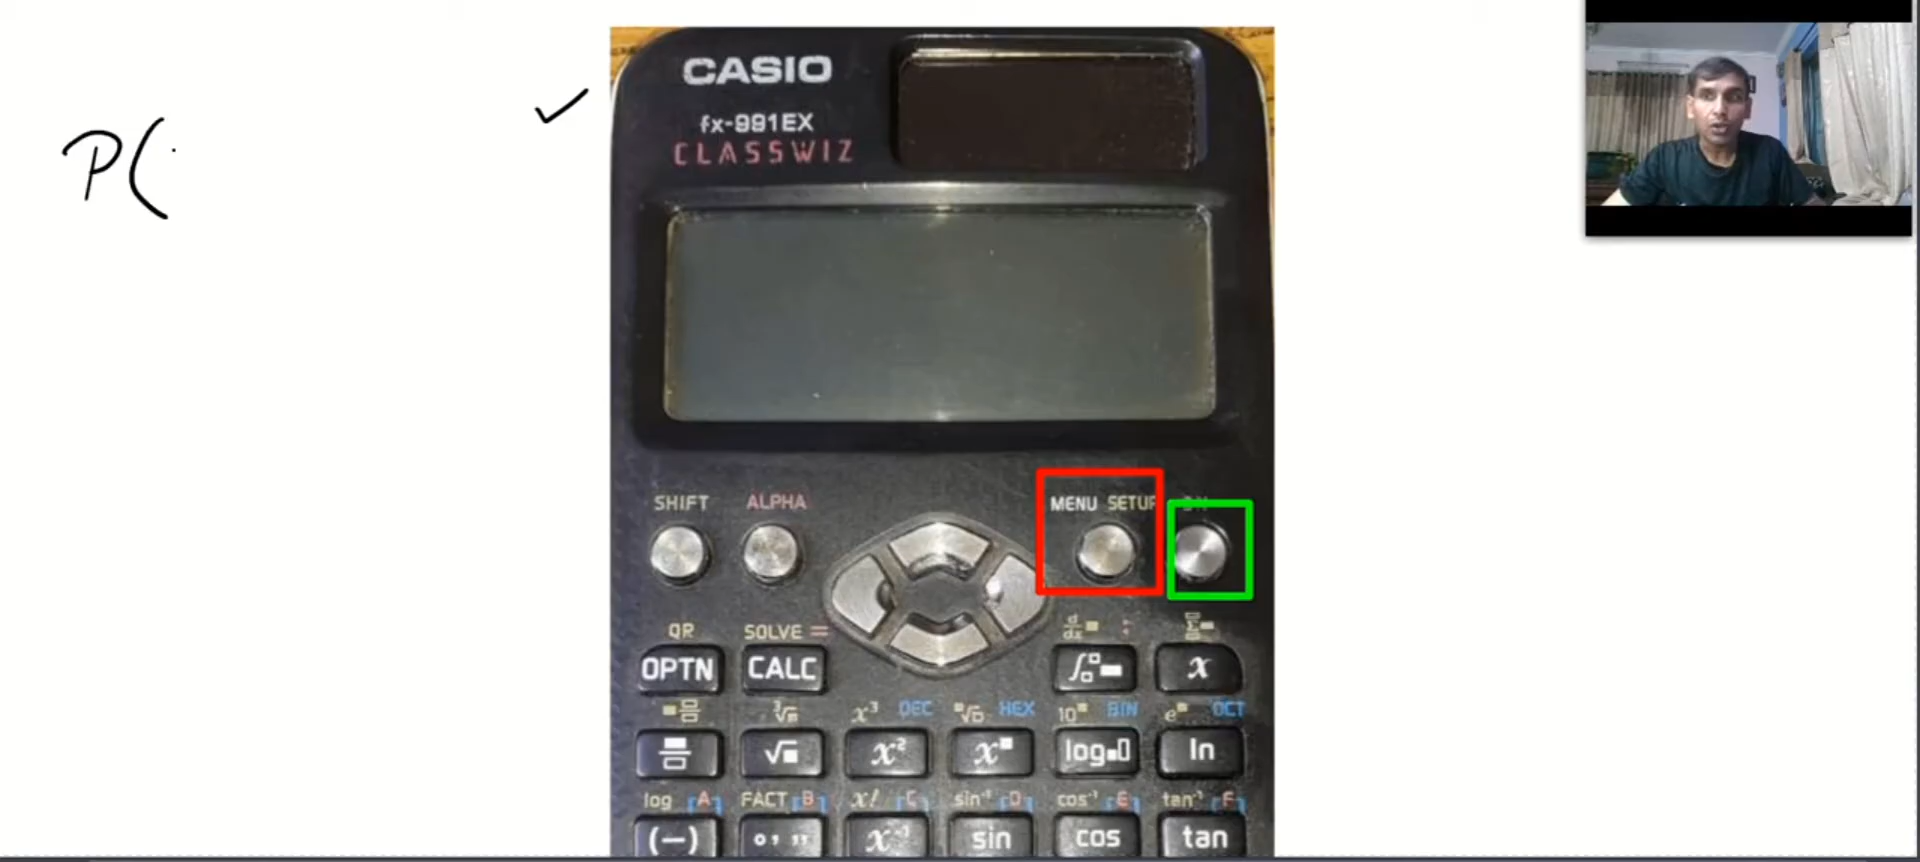 P(
CASIO
fx-991EX
CLASSWIZ
SHIFT ALPHA MENU SETUP
QR SOLVE =
OPTN CALC x
x³ DEC HEX 10 BIN e OCT
x² log ln
log A FACT B x! C sin⁻¹ D cos⁻¹ E tan⁻¹ F
(−) x⁻¹ sin cos tan